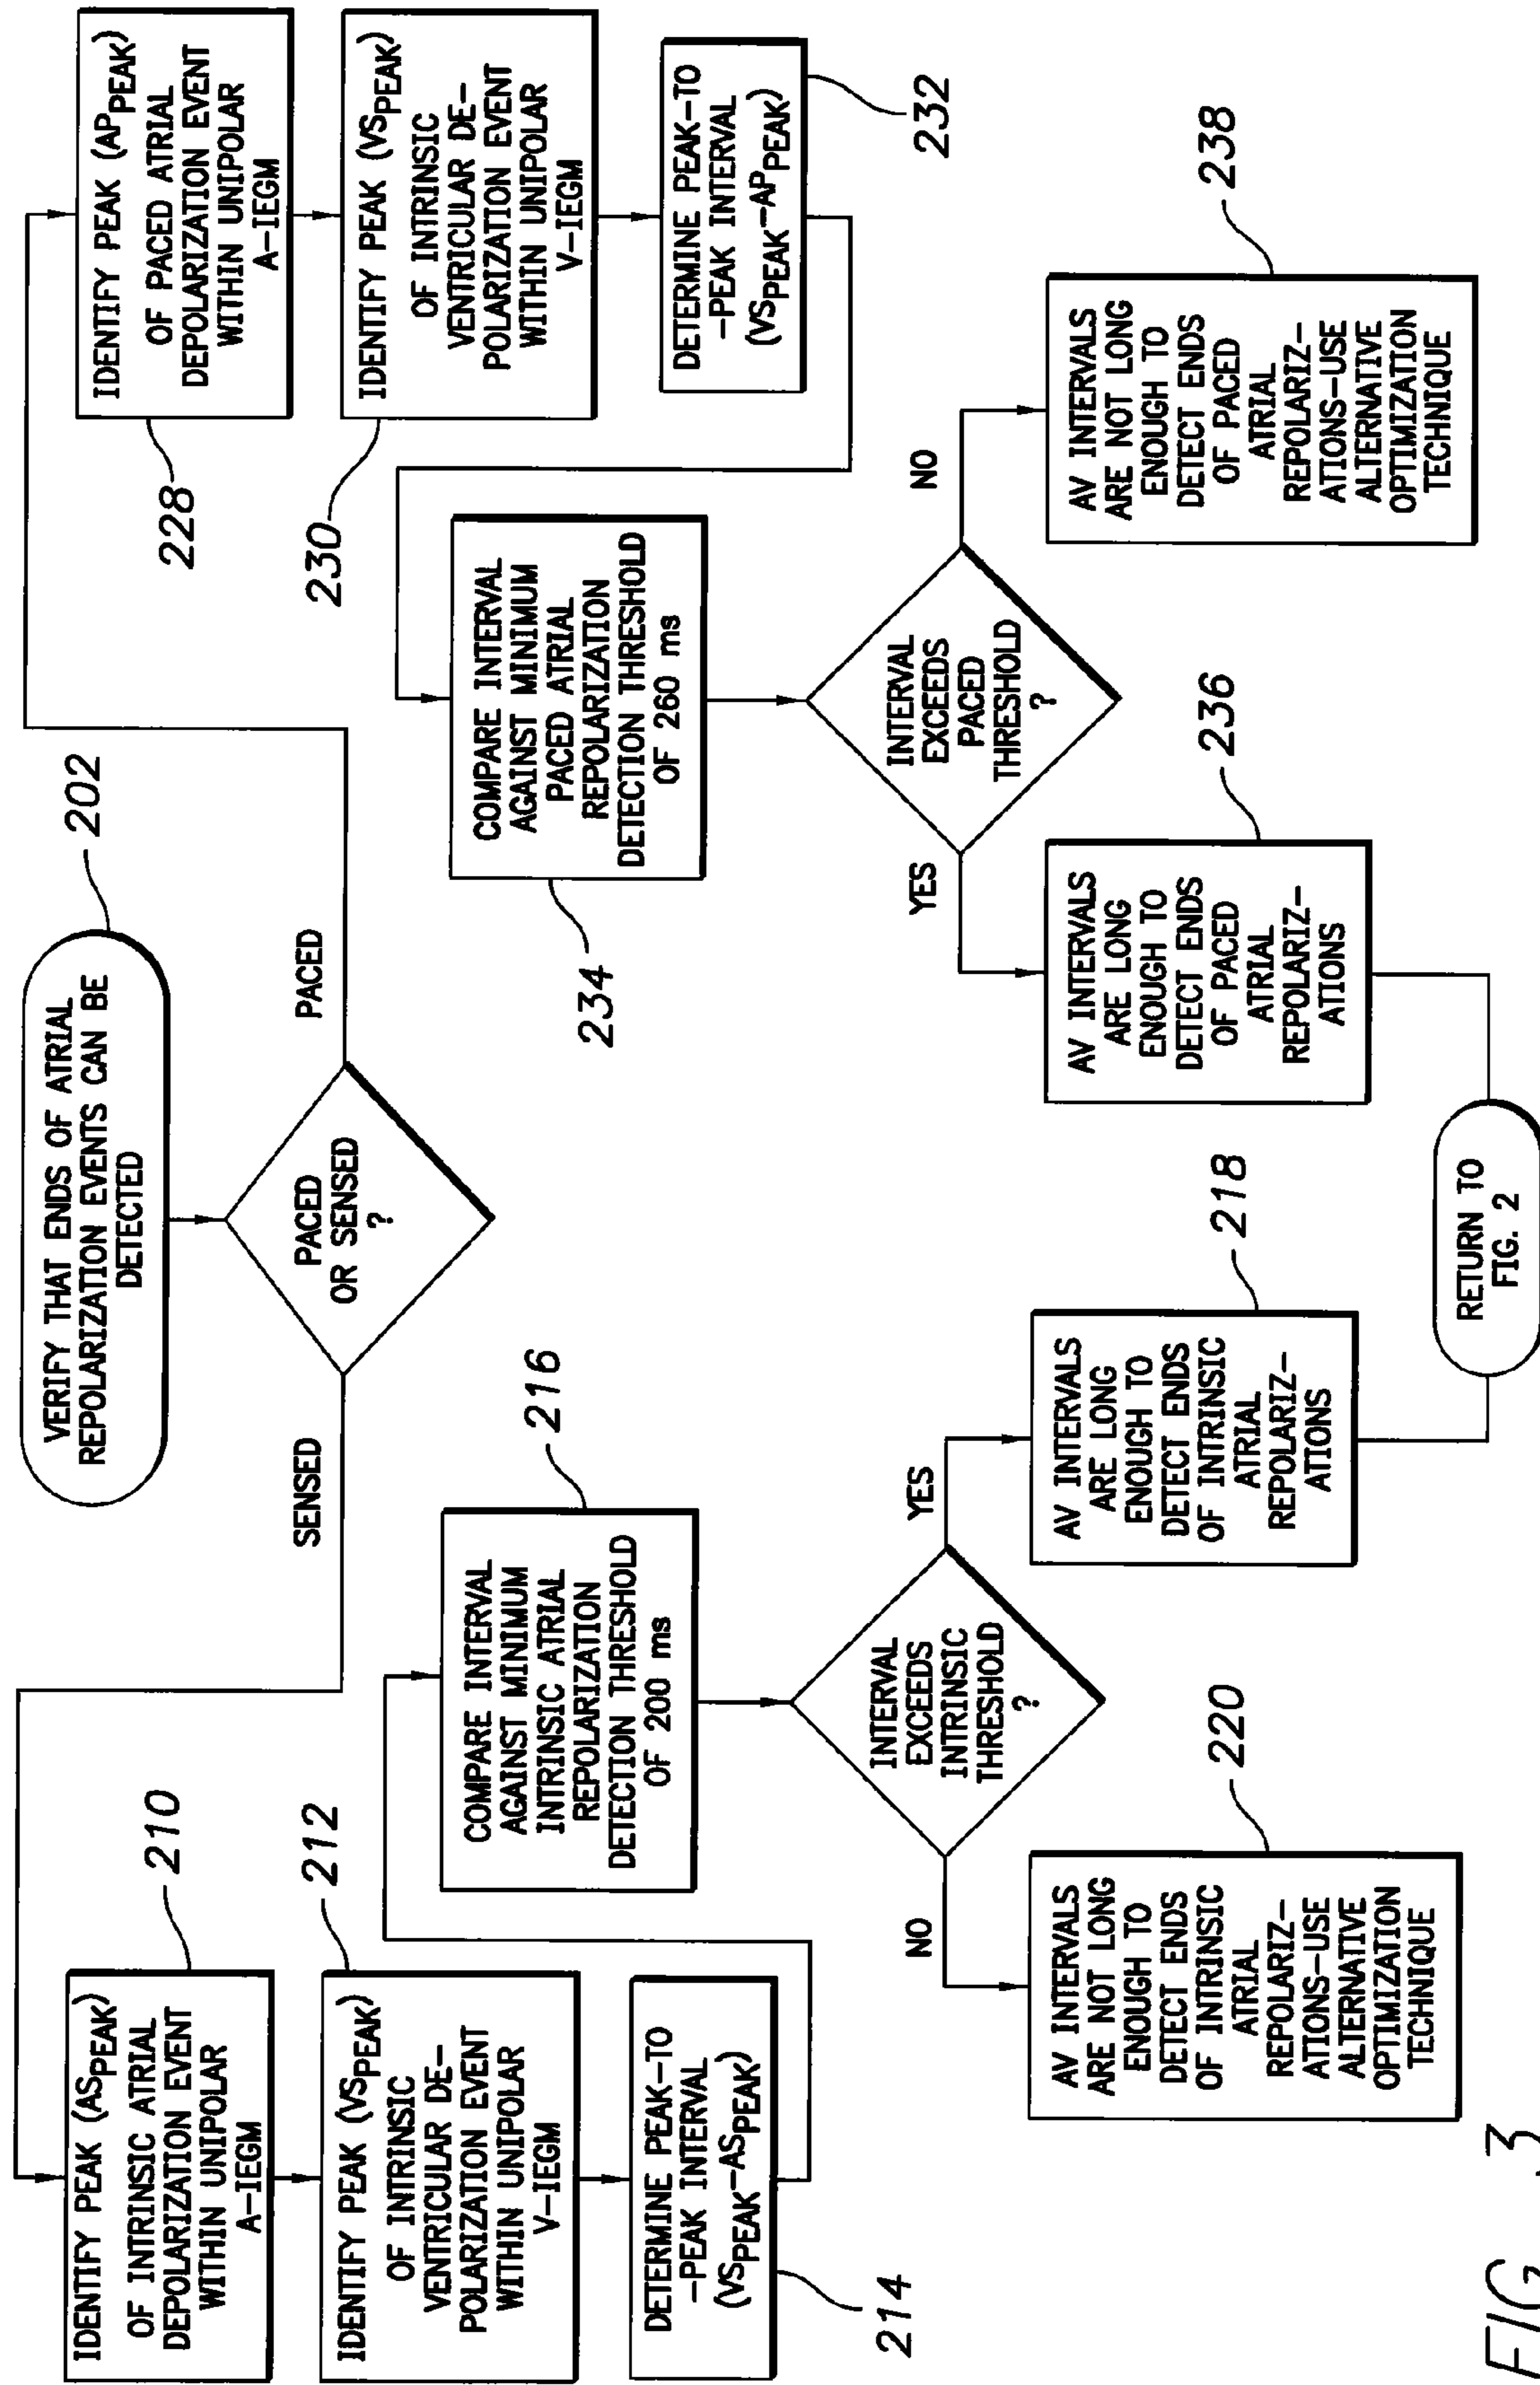 VERIFY THAT ENDS OF ATRIAL
REPOLARIZATION EVENTS CAN BE
DETECTED
202
PACED
OR SENSED
?
SENSED
PACED
IDENTIFY PEAK (ASPEAK)
OF INTRINSIC ATRIAL
DEPOLARIZATION EVENT
WITHIN UNIPOLAR
A-IEGM
210
IDENTIFY PEAK (VSPEAK)
OF INTRINSIC
VENTRICULAR DE-
POLARIZATION EVENT
WITHIN UNIPOLAR
V-IEGM
212
DETERMINE PEAK-TO
-PEAK INTERVAL
(VSPEAK-ASPEAK)
214
COMPARE INTERVAL
AGAINST MINIMUM
INTRINSIC ATRIAL
REPOLARIZATION
DETECTION THRESHOLD
OF 200 ms
216
INTERVAL
EXCEEDS
INTRINSIC
THRESHOLD
?
NO
YES
AV INTERVALS
ARE NOT LONG
ENOUGH TO
DETECT ENDS
OF INTRINSIC
ATRIAL
REPOLARIZ-
ATIONS-USE
ALTERNATIVE
OPTIMIZATION
TECHNIQUE
220
AV INTERVALS
ARE LONG
ENOUGH TO
DETECT ENDS
OF INTRINSIC
ATRIAL
REPOLARIZ-
ATIONS
218
IDENTIFY PEAK (APPEAK)
OF PACED ATRIAL
DEPOLARIZATION EVENT
WITHIN UNIPOLAR
A-IEGM
228
IDENTIFY PEAK (VSPEAK)
OF INTRINSIC
VENTRICULAR DE-
POLARIZATION EVENT
WITHIN UNIPOLAR
V-IEGM
230
DETERMINE PEAK-TO
-PEAK INTERVAL
(VSPEAK-APPEAK)
232
COMPARE INTERVAL
AGAINST MINIMUM
PACED ATRIAL
REPOLARIZATION
DETECTION THRESHOLD
OF 260 ms
234
INTERVAL
EXCEEDS
PACED
THRESHOLD
?
YES
NO
AV INTERVALS
ARE LONG
ENOUGH TO
DETECT ENDS
OF PACED
ATRIAL
REPOLARIZ-
ATIONS
236
AV INTERVALS
ARE NOT LONG
ENOUGH TO
DETECT ENDS
OF PACED
ATRIAL
REPOLARIZ-
ATIONS-USE
ALTERNATIVE
OPTIMIZATION
TECHNIQUE
238
RETURN TO
FIG. 2
FIG. 3